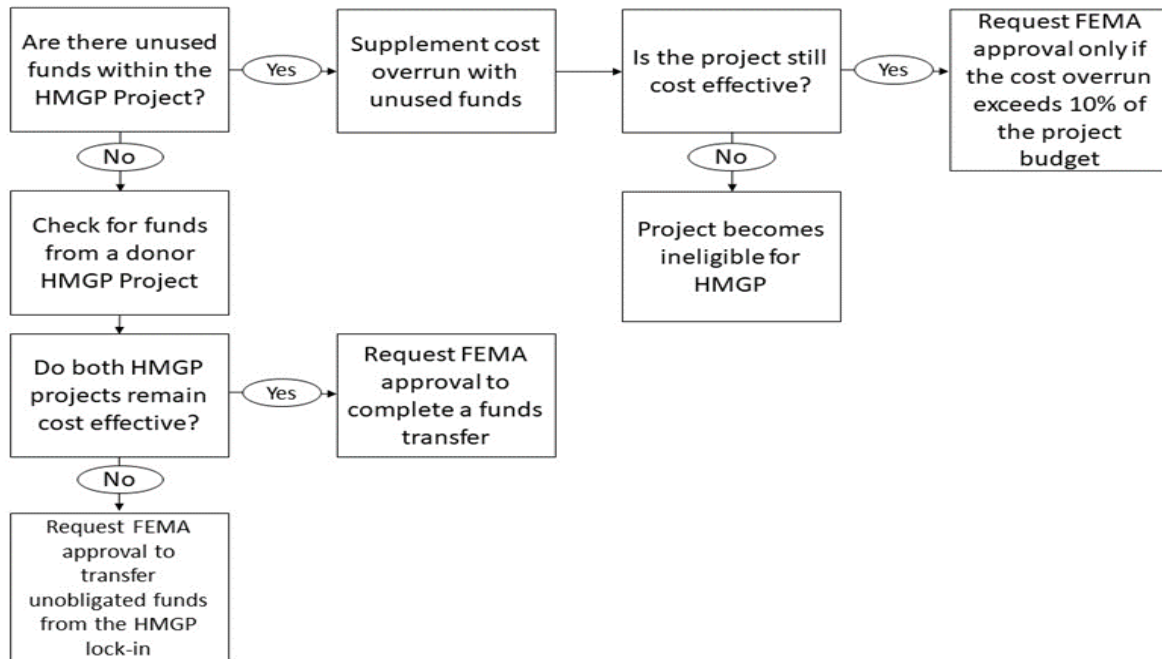 Are there unused
funds within the
HMGP Project?
Yes
Supplement cost
overrun with
unused funds
Is the project still
cost effective?
Yes
Request FEMA
approval only if
the cost overrun
exceeds 10% of
the project
budget
No
No
Check for funds
from a donor
HMGP Project
Project becomes
ineligible for
HMGP
Do both HMGP
projects remain
cost effective?
Yes
Request FEMA
approval to
complete a funds
transfer
No
Request FEMA
approval to
transfer
unobligated funds
from the HMGP
lock-in